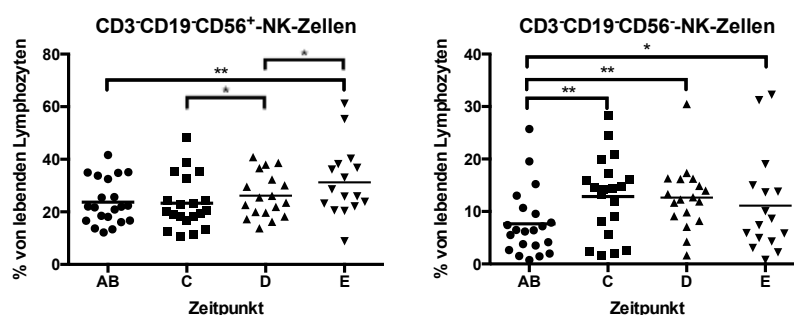 CD3⁻CD19⁻CD56⁺-NK-Zellen
% von lebenden Lymphozyten
80
60
40
20
0
**
*
*
AB C D E
Zeitpunkt
CD3⁻CD19⁻CD56⁻-NK-Zellen
% von lebenden Lymphozyten
40
30
20
10
0
*
**
**
AB C D E
Zeitpunkt